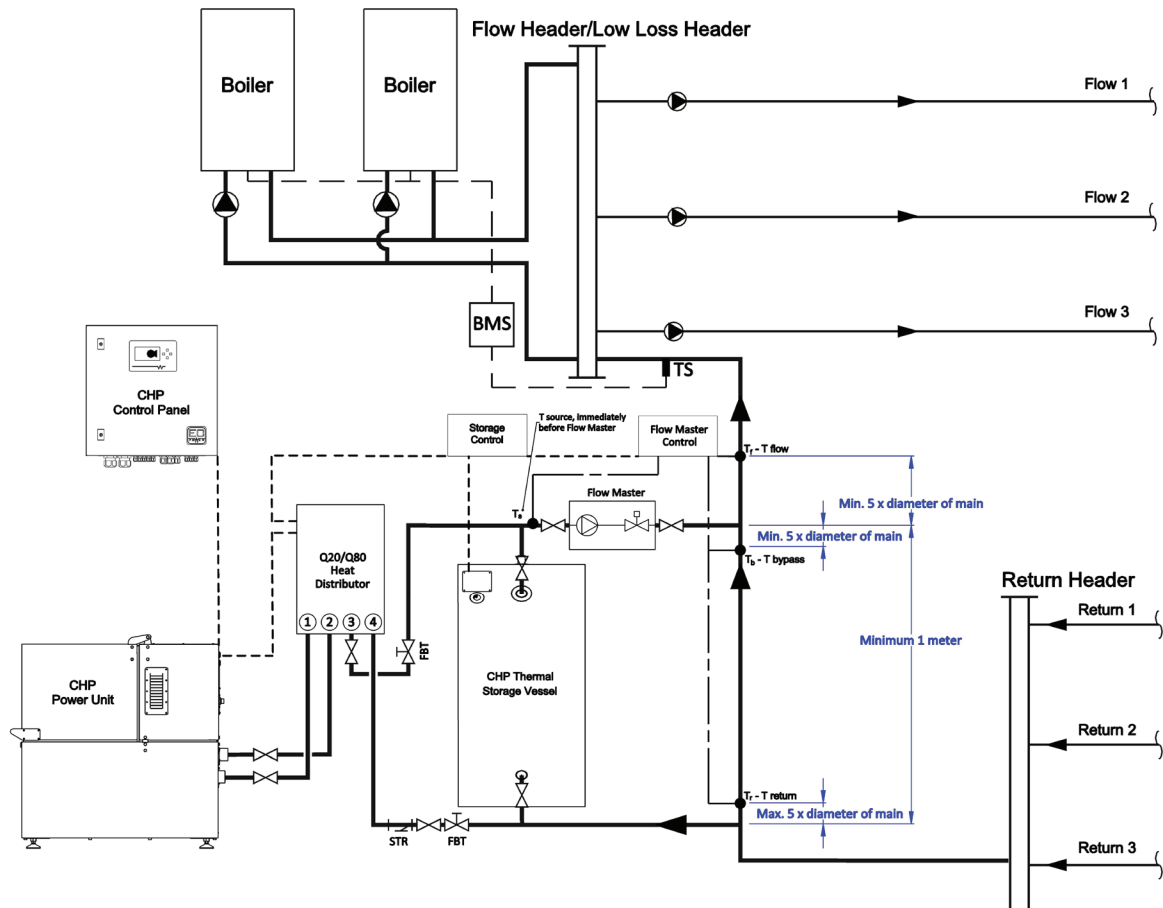 Flow Header/Low Loss Header
Boiler
Boiler
Flow 1
Flow 2
Flow 3
BMS
TS
CHP
Control Panel
T source, immediately
before Flow Master
Storage
Control
Flow Master
Control
Tf - T flow
Min. 5 x diameter of main
Flow Master
Ts
Min. 5 x diameter of main
Tb - T bypass
Q20/Q80
Heat
Distributor
1 2 3 4
FBT
Return Header
Return 1
Minimum 1 meter
CHP
Power Unit
CHP Thermal
Storage Vessel
Return 2
Tr - T return
Max. 5 x diameter of main
STR
FBT
Return 3